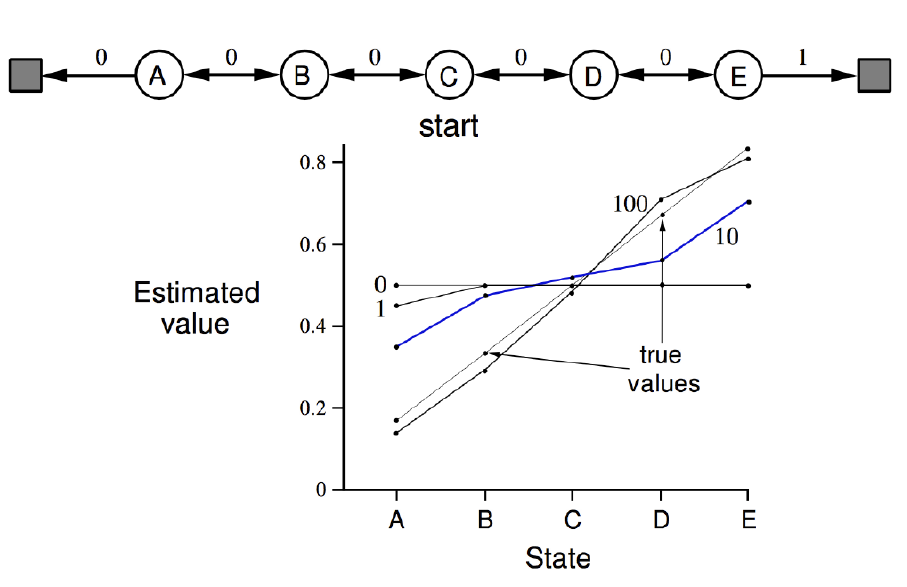 0 0 0 0 0 1
A B C D E
start
0.8
100
0.6
10
Estimated
value
0
1
0.4
true
values
0.2
0
A B C D E
State